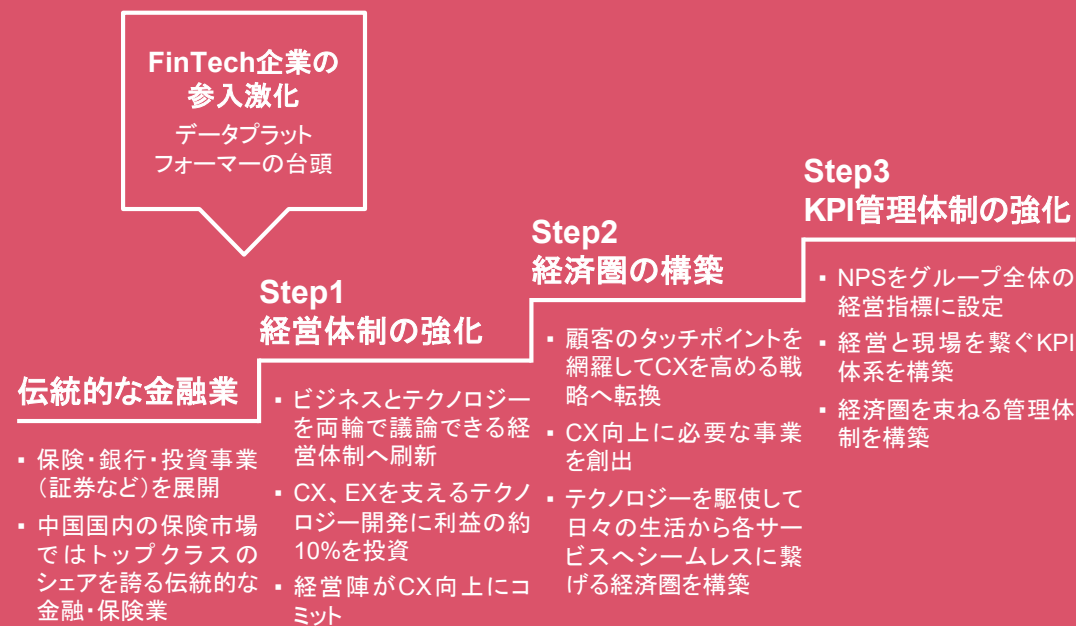 FinTech企業の
参入激化
データプラット
フォーマーの台頭
伝統的な金融業
▪ 保険・銀行・投資事業
（証券など）を展開
▪ 中国国内の保険市場
ではトップクラスの
シェアを誇る伝統的な
金融・保険業
Step1
経営体制の強化
▪ ビジネスとテクノロジー
を両輪で議論できる経
営体制へ刷新
▪ CX、EXを支えるテクノ
ロジー開発に利益の約
10%を投資
▪ 経営陣がCX向上にコ
ミット
Step2
経済圏の構築
▪ 顧客のタッチポイントを
網羅してCXを高める戦
略へ転換
▪ CX向上に必要な事業
を創出
▪ テクノロジーを駆使して
日々の生活から各サー
ビスへシームレスに繋
げる経済圏を構築
Step3
KPI管理体制の強化
▪ NPSをグループ全体の
経営指標に設定
▪ 経営と現場を繋ぐKPI
体系を構築
▪ 経済圏を束ねる管理体
制を構築